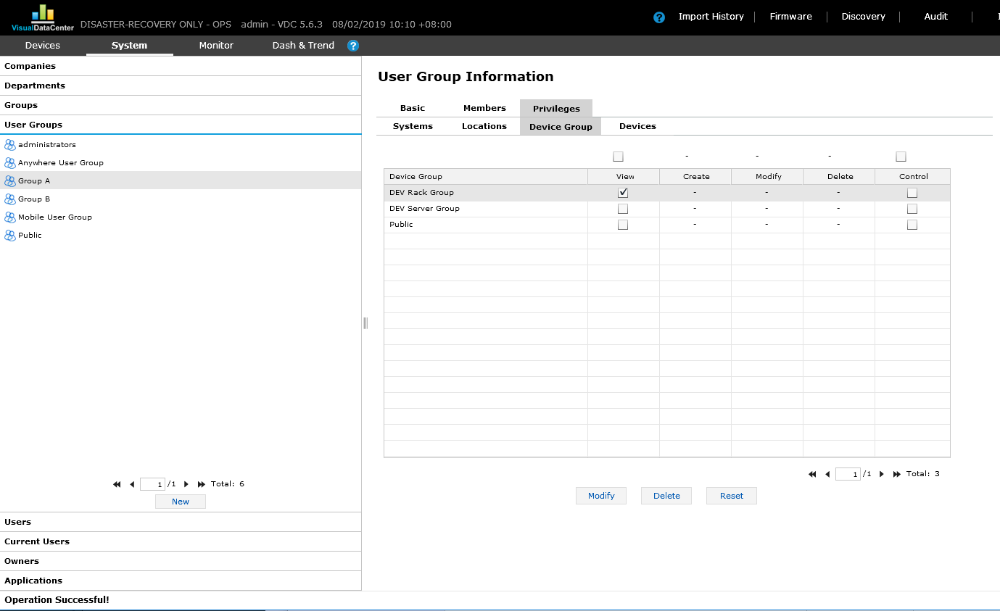 VisualDataCenter
DISASTER-RECOVERY ONLY - OPS admin - VDC 5.6.3 08/02/2019 10:10 +08:00
? Import History Firmware Discovery Audit
Devices System Monitor Dash & Trend ?
Companies
Departments
Groups
User Groups
administrators
Anywhere User Group
Group A
Group B
Mobile User Group
Public
1 /1 Total: 6
New
Users
Current Users
Owners
Applications
Operation Successful!
User Group Information
Basic Members Privileges
Systems Locations Device Group Devices
- - -
Device Group View Create Modify Delete Control
DEV Rack Group - - -
DEV Server Group - - -
Public - - -
1 /1 Total: 3
Modify Delete Reset